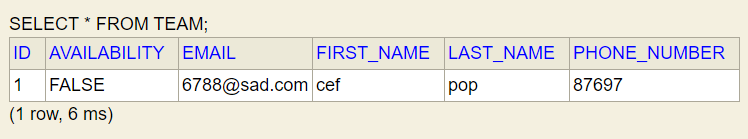 SELECT * FROM TEAM;
ID AVAILABILITY EMAIL FIRST_NAME LAST_NAME PHONE_NUMBER
1 FALSE 6788@sad.com cef pop 87697
(1 row, 6 ms)